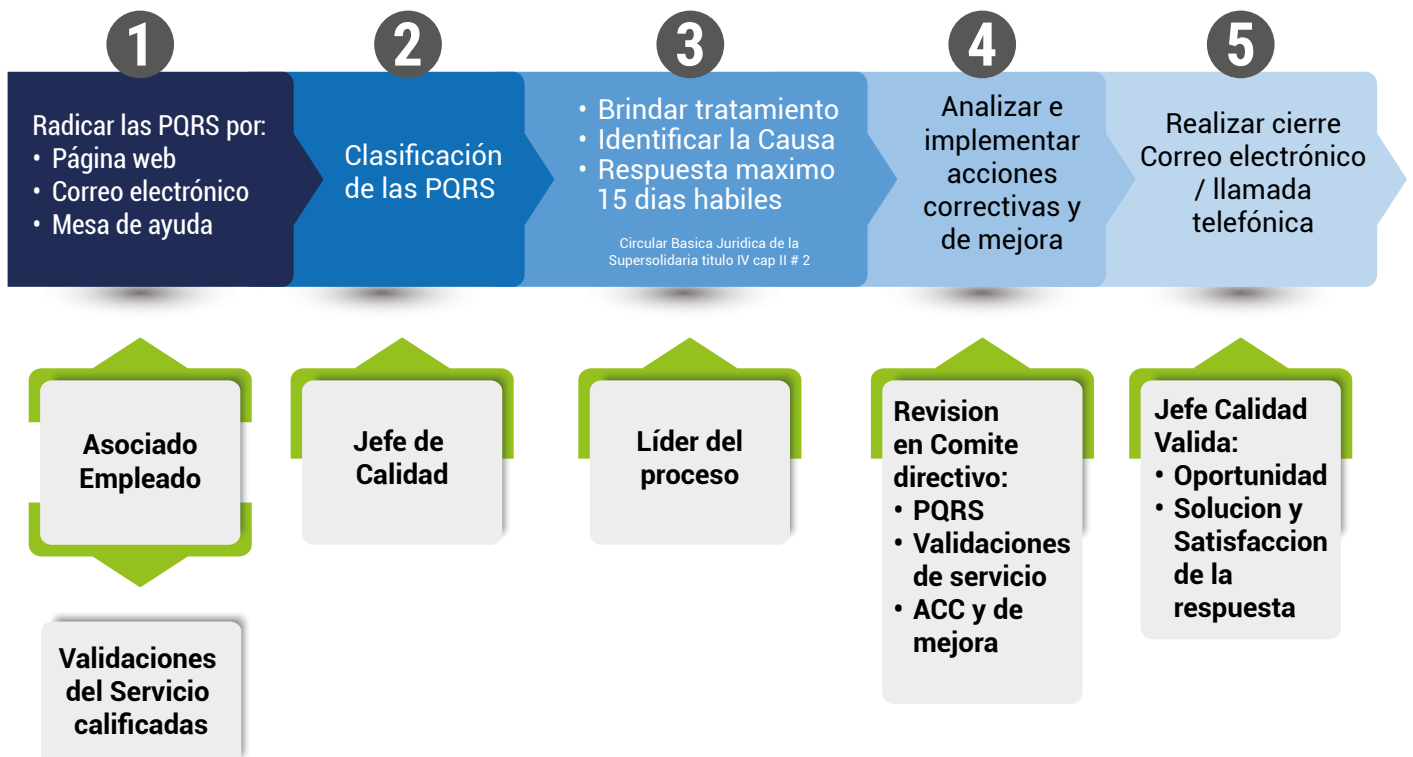 1
Radicar las PQRS por:
• Página web
• Correo electrónico
• Mesa de ayuda
2
Clasificación
de las PQRS
3
• Brindar tratamiento
• Identificar la Causa
• Respuesta maximo
15 dias habiles
Circular Basica Juridica de la
Supersolidaria titulo IV cap II # 2
4
Analizar e
implementar
acciones
correctivas y
de mejora
5
Realizar cierre
Correo electrónico
/ llamada
telefónica
Asociado
Empleado
Validaciones
del Servicio
calificadas
Jefe de
Calidad
Líder del
proceso
Revision
en Comite
directivo:
• PQRS
• Validaciones
de servicio
• ACC y de
mejora
Jefe Calidad
Valida:
• Oportunidad
• Solucion y
Satisfaccion
de la
respuesta